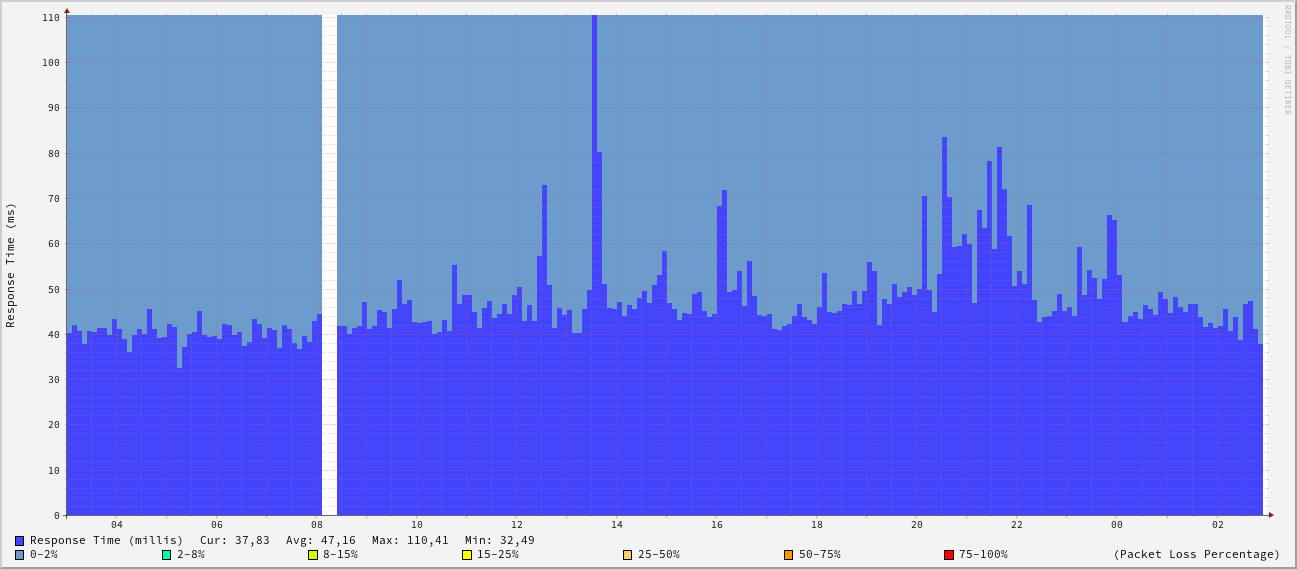 RRDTOOL / TOBI OETIKER
Response Time (ms)
110
100
90
80
70
60
50
40
30
20
10
0
04 06 08 10 12 14 16 18 20 22 00 02
Response Time (millis) Cur: 37,83 Avg: 47,16 Max: 110,41 Min: 32,49
0-2% 2-8% 8-15% 15-25% 25-50% 50-75% 75-100% (Packet Loss Percentage)